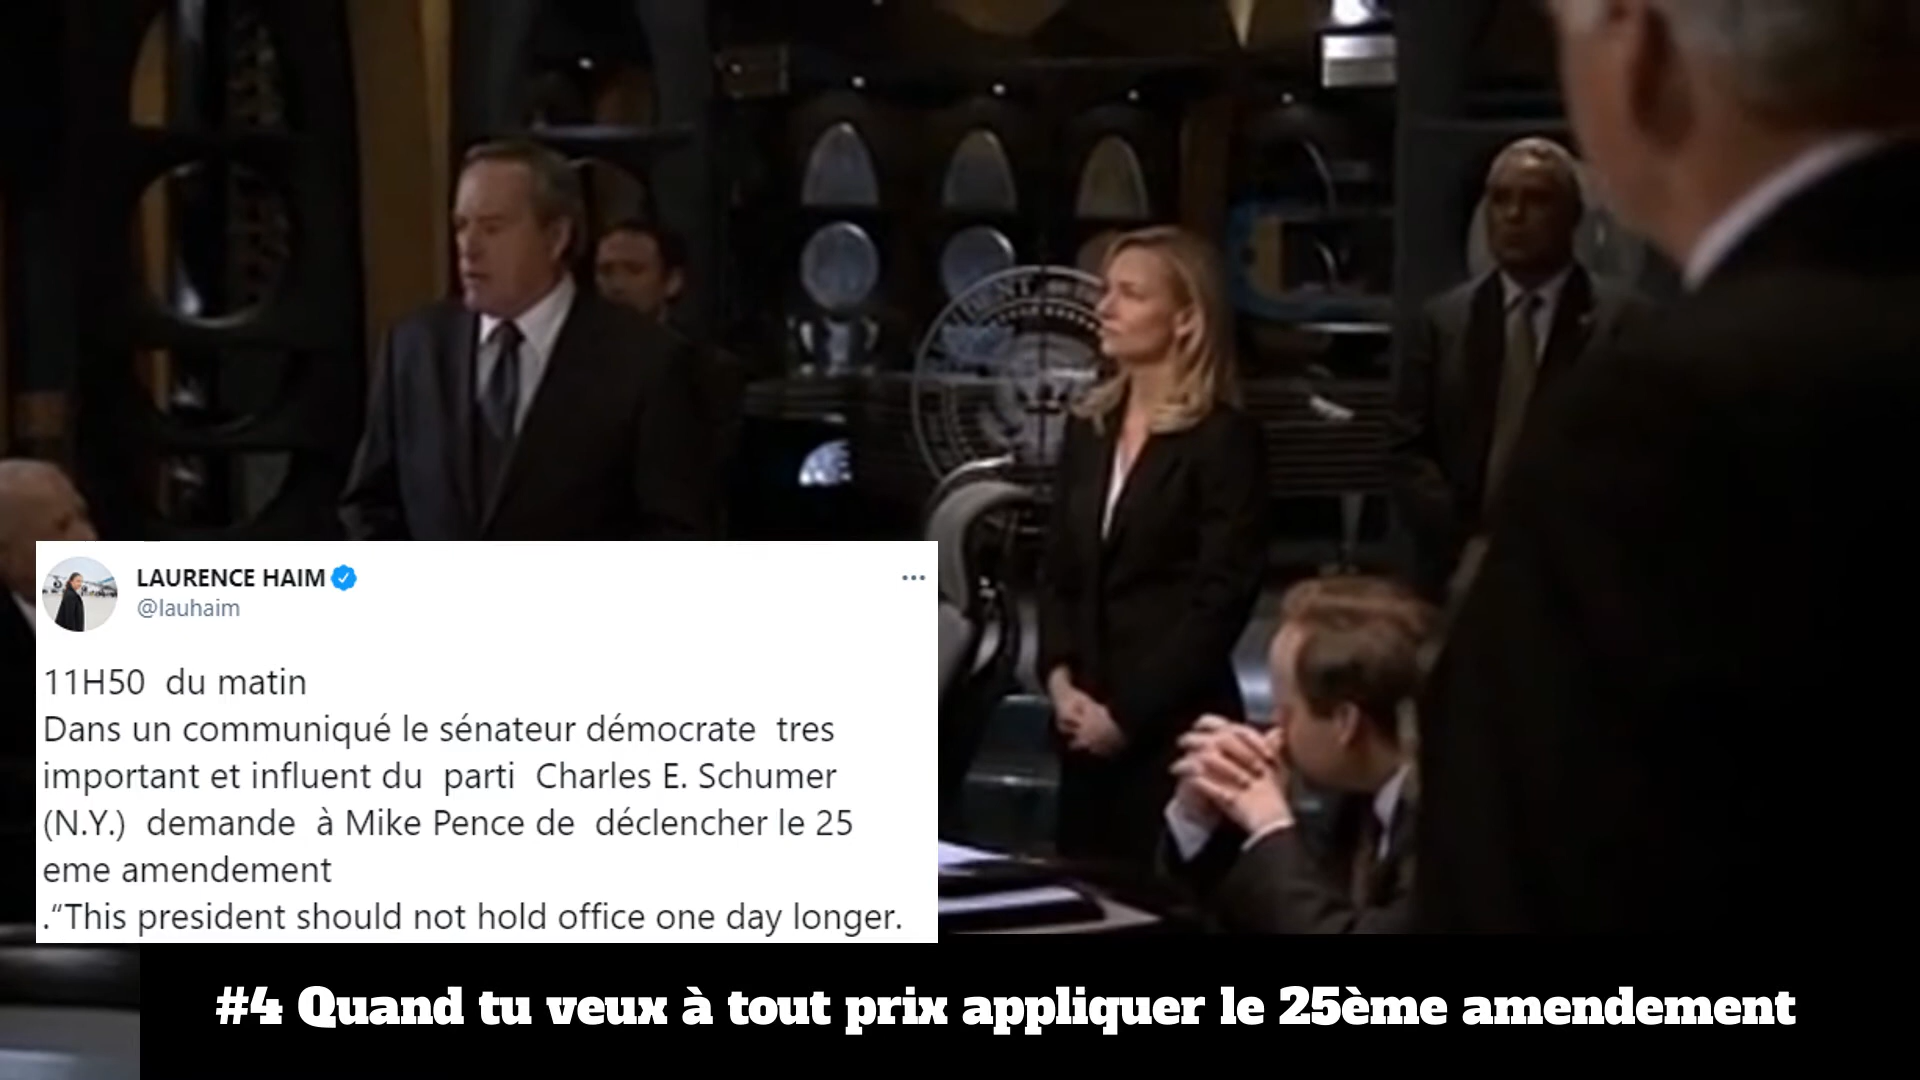 LAURENCE HAIM
@lauhaim
11H50 du matin
Dans un communiqué le sénateur démocrate tres
important et influent du parti Charles E. Schumer
(N.Y.) demande à Mike Pence de déclencher le 25
eme amendement
.“This president should not hold office one day longer.
#4 Quand tu veux à tout prix appliquer le 25ème amendement